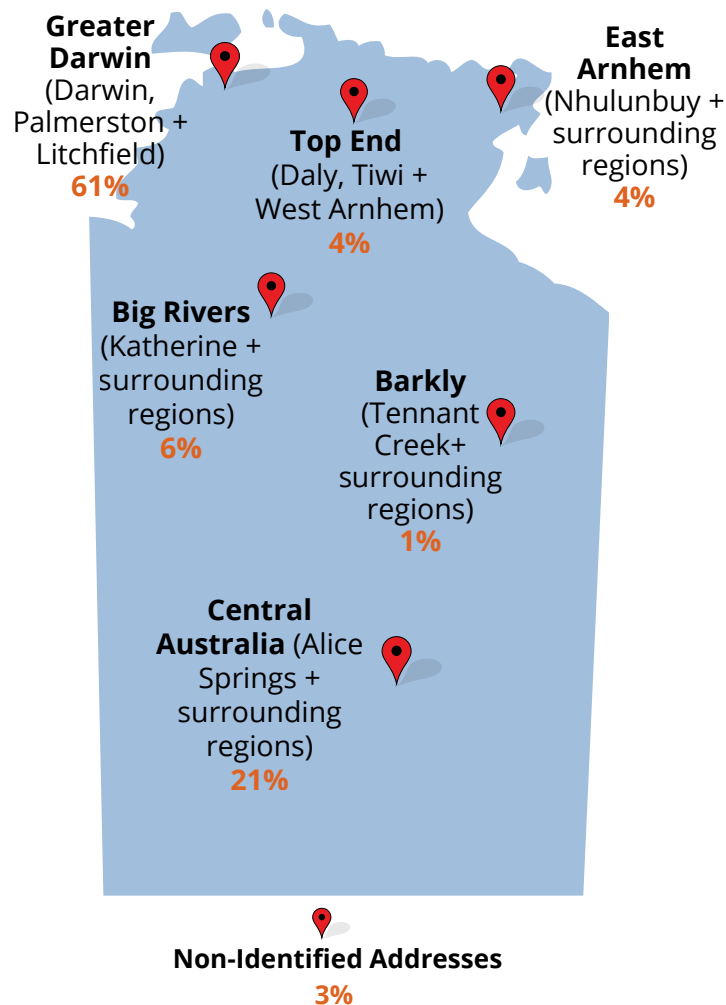 Greater
Darwin
(Darwin,
Palmerston +
Litchfield)
61%
Top End
(Daly, Tiwi +
West Arnhem)
4%
East
Arnhem
(Nhulunbuy +
surrounding
regions)
4%
Big Rivers
(Katherine +
surrounding
regions)
6%
Barkly
(Tennant
Creek+
surrounding
regions)
1%
Central
Australia (Alice
Springs +
surrounding
regions)
21%
Non-Identified Addresses
3%